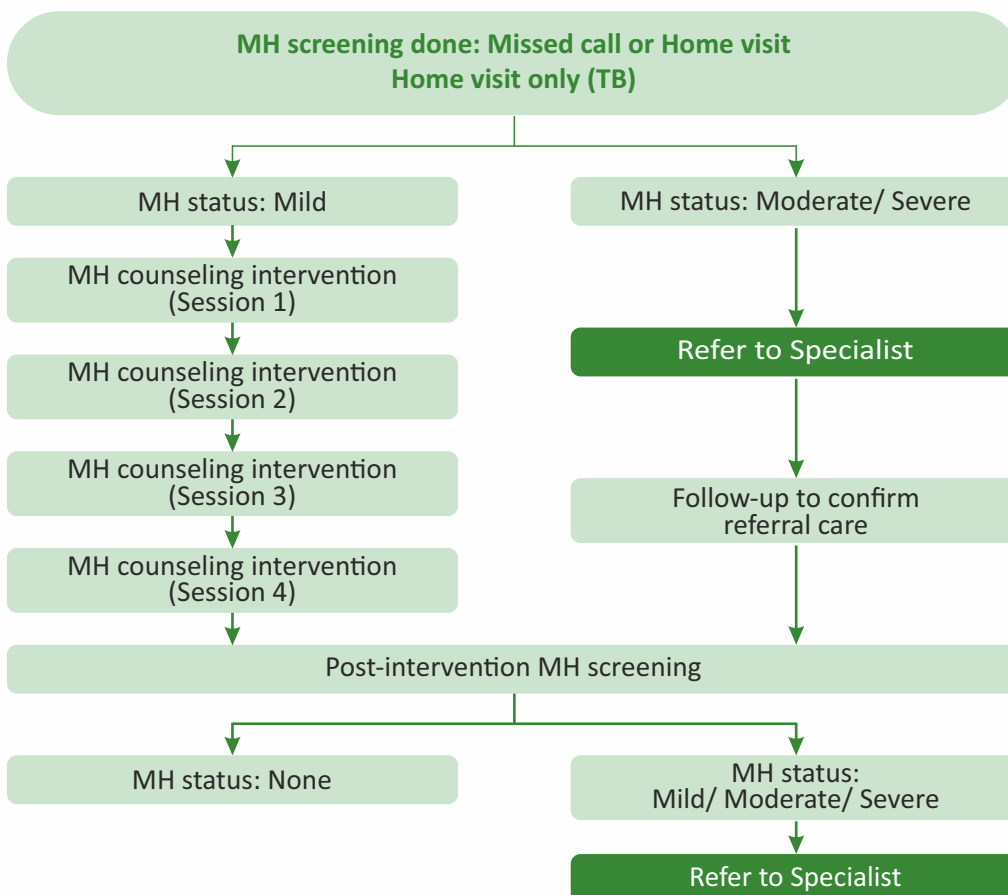 MH screening done: Missed call or Home visit
Home visit only (TB)
MH status: Mild
MH status: Moderate/ Severe
MH counseling intervention
(Session 1)
Refer to Specialist
MH counseling intervention
(Session 2)
MH counseling intervention
(Session 3)
Follow-up to confirm
referral care
MH counseling intervention
(Session 4)
Post-intervention MH screening
MH status: None
MH status:
Mild/ Moderate/ Severe
Refer to Specialist